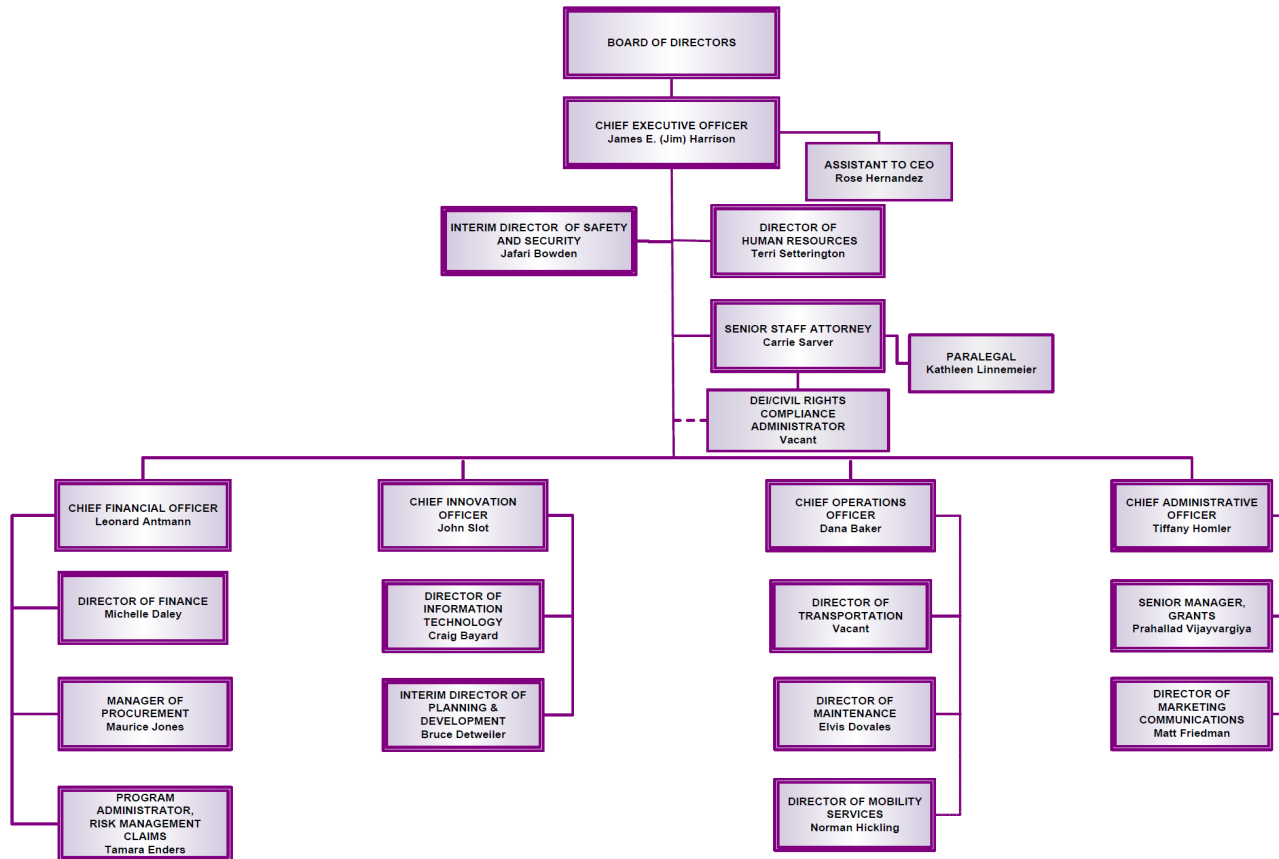 BOARD OF DIRECTORS
CHIEF EXECUTIVE OFFICER
James E. (Jim) Harrison
ASSISTANT TO CEO
Rose Hernandez
INTERIM DIRECTOR OF SAFETY
AND SECURITY
Jafari Bowden
DIRECTOR OF
HUMAN RESOURCES
Terri Setterington
SENIOR STAFF ATTORNEY
Carrie Sarver
PARALEGAL
Kathleen Linnemeier
DEI/CIVIL RIGHTS
COMPLIANCE
ADMINISTRATOR
Vacant
CHIEF FINANCIAL OFFICER
Leonard Antmann
DIRECTOR OF FINANCE
Michelle Daley
MANAGER OF
PROCUREMENT
Maurice Jones
PROGRAM
ADMINISTRATOR,
RISK MANAGEMENT
CLAIMS
Tamara Enders
CHIEF INNOVATION
OFFICER
John Slot
DIRECTOR OF
INFORMATION
TECHNOLOGY
Craig Bayard
INTERIM DIRECTOR OF
PLANNING &
DEVELOPMENT
Bruce Detweiler
CHIEF OPERATIONS
OFFICER
Dana Baker
DIRECTOR OF
TRANSPORTATION
Vacant
DIRECTOR OF
MAINTENANCE
Elvis Dovales
DIRECTOR OF MOBILITY
SERVICES
Norman Hickling
CHIEF ADMINISTRATIVE
OFFICER
Tiffany Homler
SENIOR MANAGER,
GRANTS
Prahallad Vijayvargiya
DIRECTOR OF
MARKETING
COMMUNICATIONS
Matt Friedman